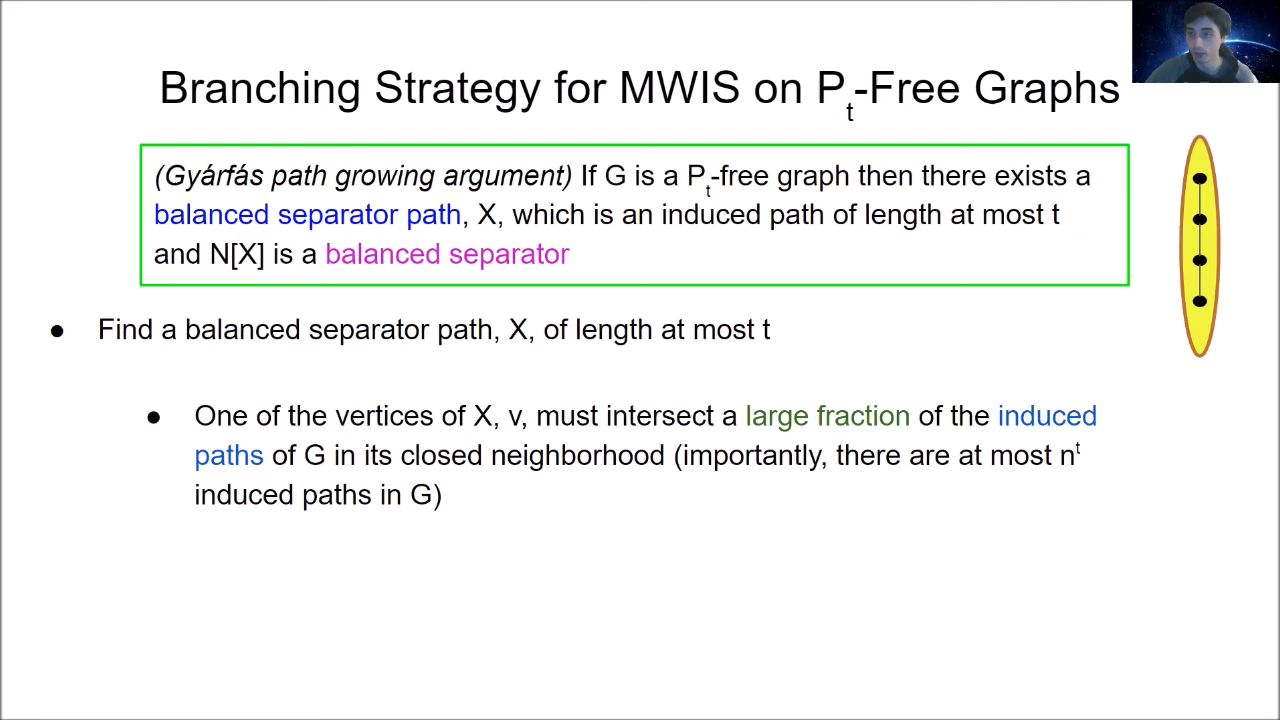 Branching Strategy for MWIS on Pₜ-Free Graphs
(Gyárfás path growing argument) If G is a Pₜ-free graph then there exists a
balanced separator path, X, which is an induced path of length at most t
and N[X] is a balanced separator
● Find a balanced separator path, X, of length at most t
● One of the vertices of X, v, must intersect a large fraction of the induced
paths of G in its closed neighborhood (importantly, there are at most nᵗ
induced paths in G)